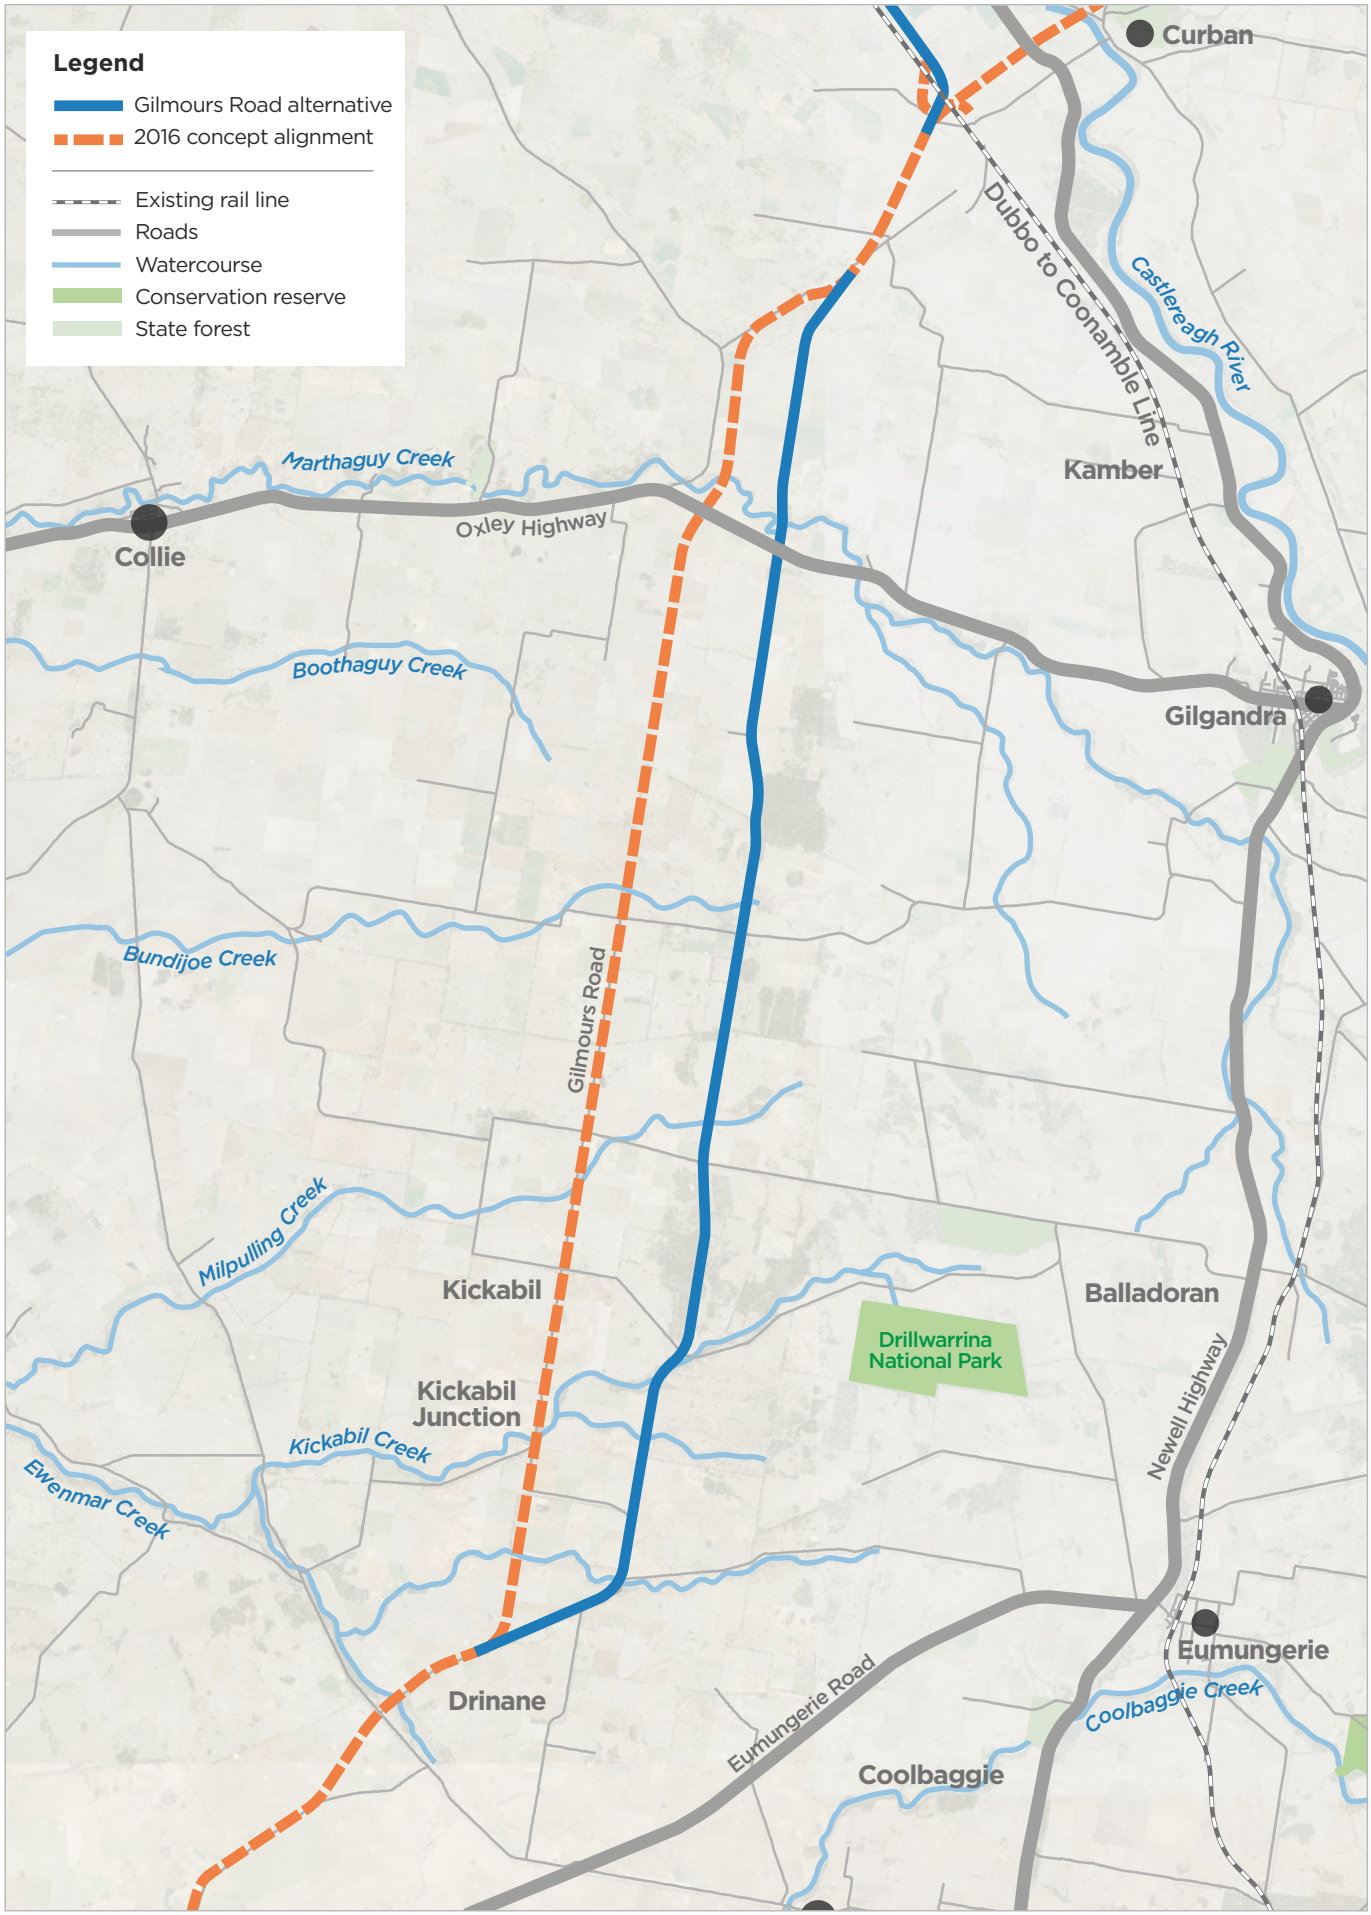 Legend
Gilmours Road alternative
2016 concept alignment
Existing rail line
Roads
Watercourse
Conservation reserve
State forest
Curban
Dubbo to Coonamble Line
Castlereagh River
Marthaguy Creek
Kamber
Oxley Highway
Collie
Boothaguy Creek
Gilgandra
Bundijoe Creek
Gilmours Road
Milpulling Creek
Kickabil
Balladoran
Drillwarrina
National Park
Kickabil
Junction
Newell Highway
Kickabil Creek
Ewenmar Creek
Eumungerie
Drinane
Coolbaggie Creek
Eumungerie Road
Coolbaggie